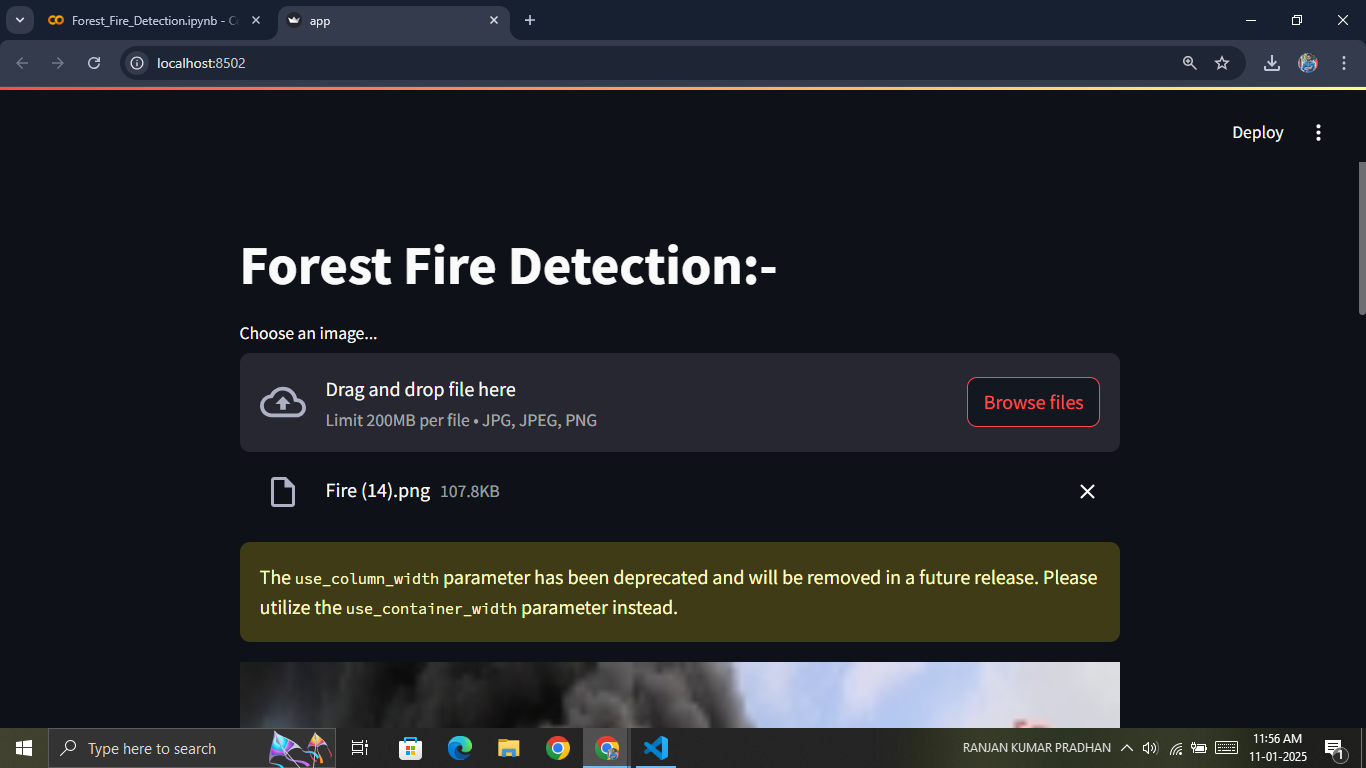 Forest_Fire_Detection.ipynb - Co
app
localhost:8502
Deploy
Forest Fire Detection:-
Choose an image...
Drag and drop file here
Limit 200MB per file • JPG, JPEG, PNG
Browse files
Fire (14).png 107.8KB
The use_column_width parameter has been deprecated and will be removed in a future release. Please
utilize the use_container_width parameter instead.
Type here to search
RANJAN KUMAR PRADHAN
11:56 AM
11-01-2025
1